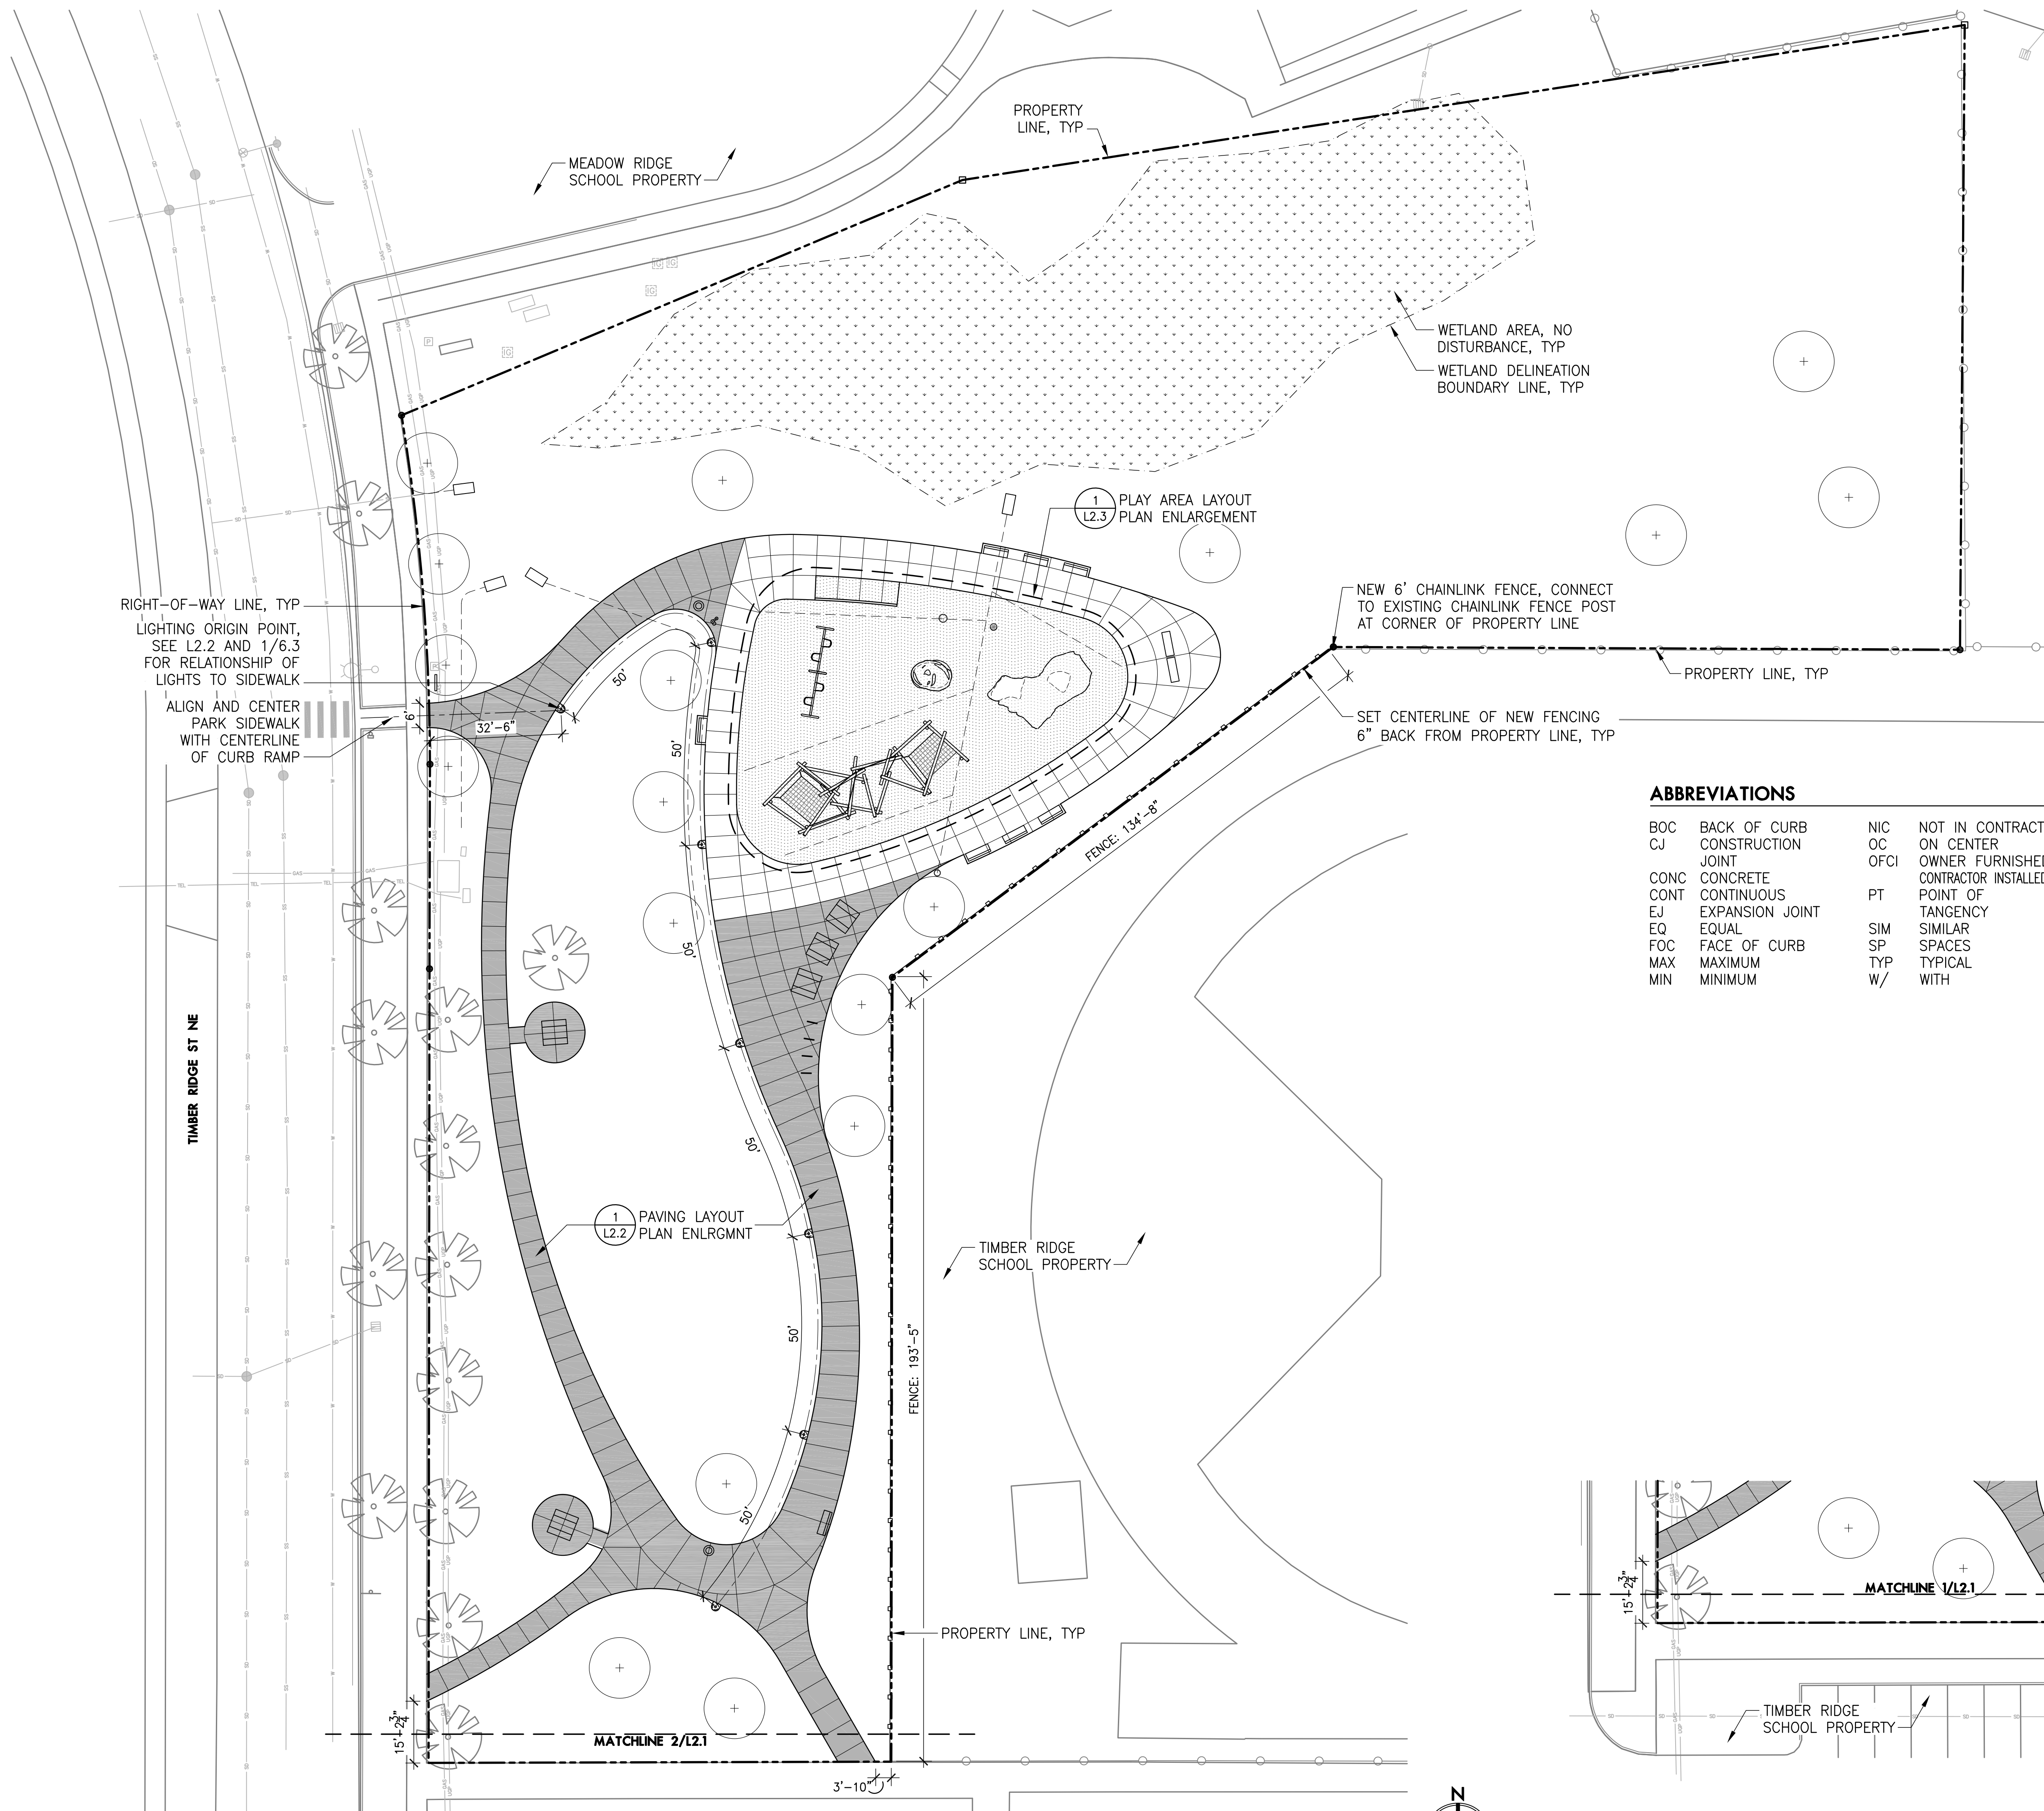 PROPERTY
LINE, TYP
MEADOW RIDGE
SCHOOL PROPERTY
WETLAND AREA, NO
DISTURBANCE, TYP
WETLAND DELINEATION
BOUNDARY LINE, TYP
1
L2.3
PLAY AREA LAYOUT
PLAN ENLARGEMENT
RIGHT-OF-WAY LINE, TYP
LIGHTING ORIGIN POINT,
SEE L2.2 AND 1/6.3
FOR RELATIONSHIP OF
LIGHTS TO SIDEWALK
ALIGN AND CENTER
PARK SIDEWALK
WITH CENTERLINE
OF CURB RAMP
6'
32'-6"
50'
50'
50'
50'
50'
50'
NEW 6' CHAINLINK FENCE, CONNECT
TO EXISTING CHAINLINK FENCE POST
AT CORNER OF PROPERTY LINE
PROPERTY LINE, TYP
SET CENTERLINE OF NEW FENCING
6" BACK FROM PROPERTY LINE, TYP
FENCE: 134'-8"
ABBREVIATIONS
BOC BACK OF CURB
CJ CONSTRUCTION
JOINT
CONC CONCRETE
CONT CONTINUOUS
EJ EXPANSION JOINT
EQ EQUAL
FOC FACE OF CURB
MAX MAXIMUM
MIN MINIMUM
NIC NOT IN CONTRACT
OC ON CENTER
OFCI OWNER FURNISHED
CONTRACTOR INSTALLED
PT POINT OF
TANGENCY
SIM SIMILAR
SP SPACES
TYP TYPICAL
W/ WITH
TIMBER RIDGE ST NE
1
L2.2
PAVING LAYOUT
PLAN ENLRGMNT
TIMBER RIDGE
SCHOOL PROPERTY
FENCE: 193'-5"
PROPERTY LINE, TYP
15'-2 3/4"
MATCHLINE 2/L2.1
3'-10"
15'-2 3/4"
MATCHLINE 1/L2.1
TIMBER RIDGE
SCHOOL PROPERTY
N